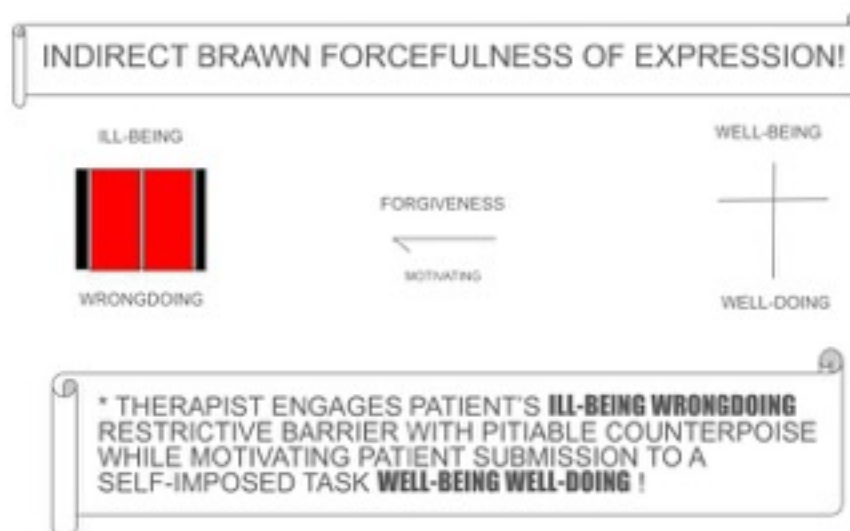 INDIRECT BRAWN FORCEFULNESS OF EXPRESSION!
ILL-BEING
WELL-BEING
FORGIVENESS
MOTIVATING
WRONGDOING
WELL-DOING
* THERAPIST ENGAGES PATIENT'S ILL-BEING WRONGDOING
RESTRICTIVE BARRIER WITH PITIABLE COUNTERPOISE
WHILE MOTIVATING PATIENT SUBMISSION TO A
SELF-IMPOSED TASK WELL-BEING WELL-DOING !